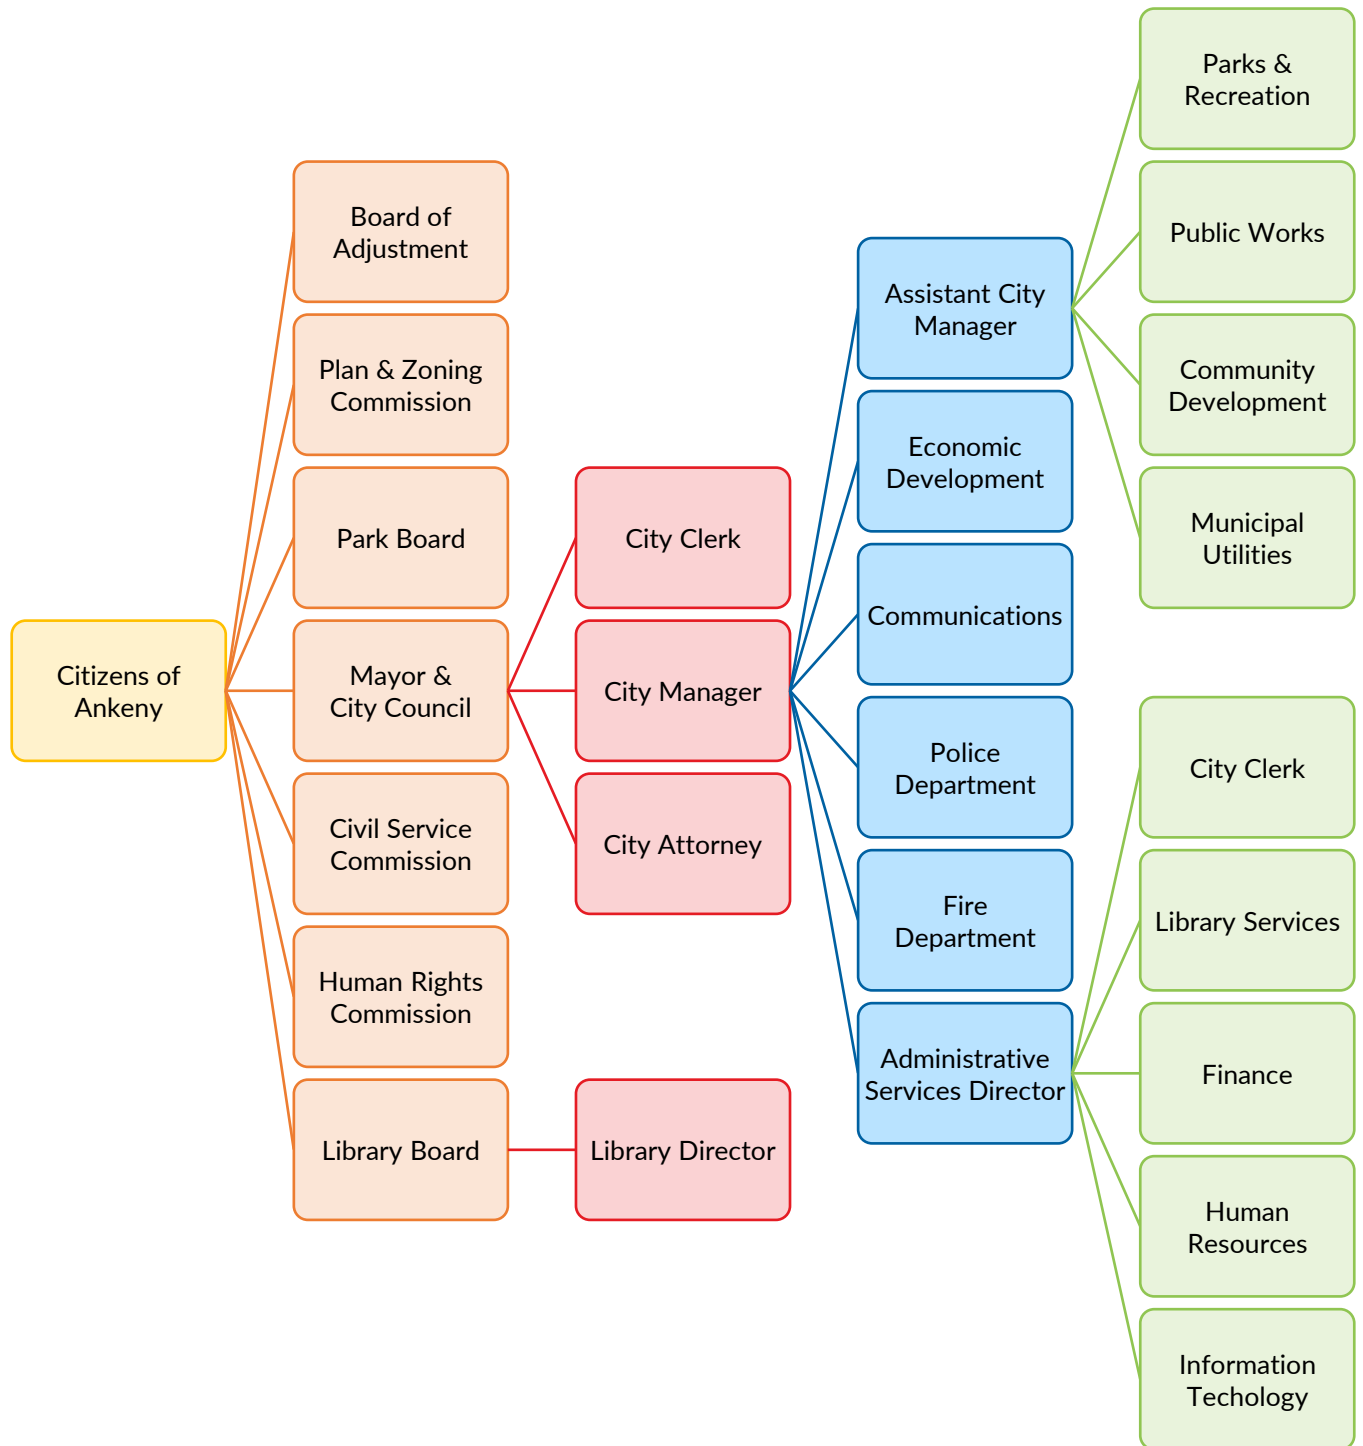 Citizens of
Ankeny
Board of
Adjustment
Plan & Zoning
Commission
Park Board
Mayor &
City Council
Civil Service
Commission
Human Rights
Commission
Library Board
City Clerk
City Manager
City Attorney
Library Director
Assistant City
Manager
Economic
Development
Communications
Police
Department
Fire
Department
Administrative
Services Director
Parks &
Recreation
Public Works
Community
Development
Municipal
Utilities
City Clerk
Library Services
Finance
Human
Resources
Information
Techology